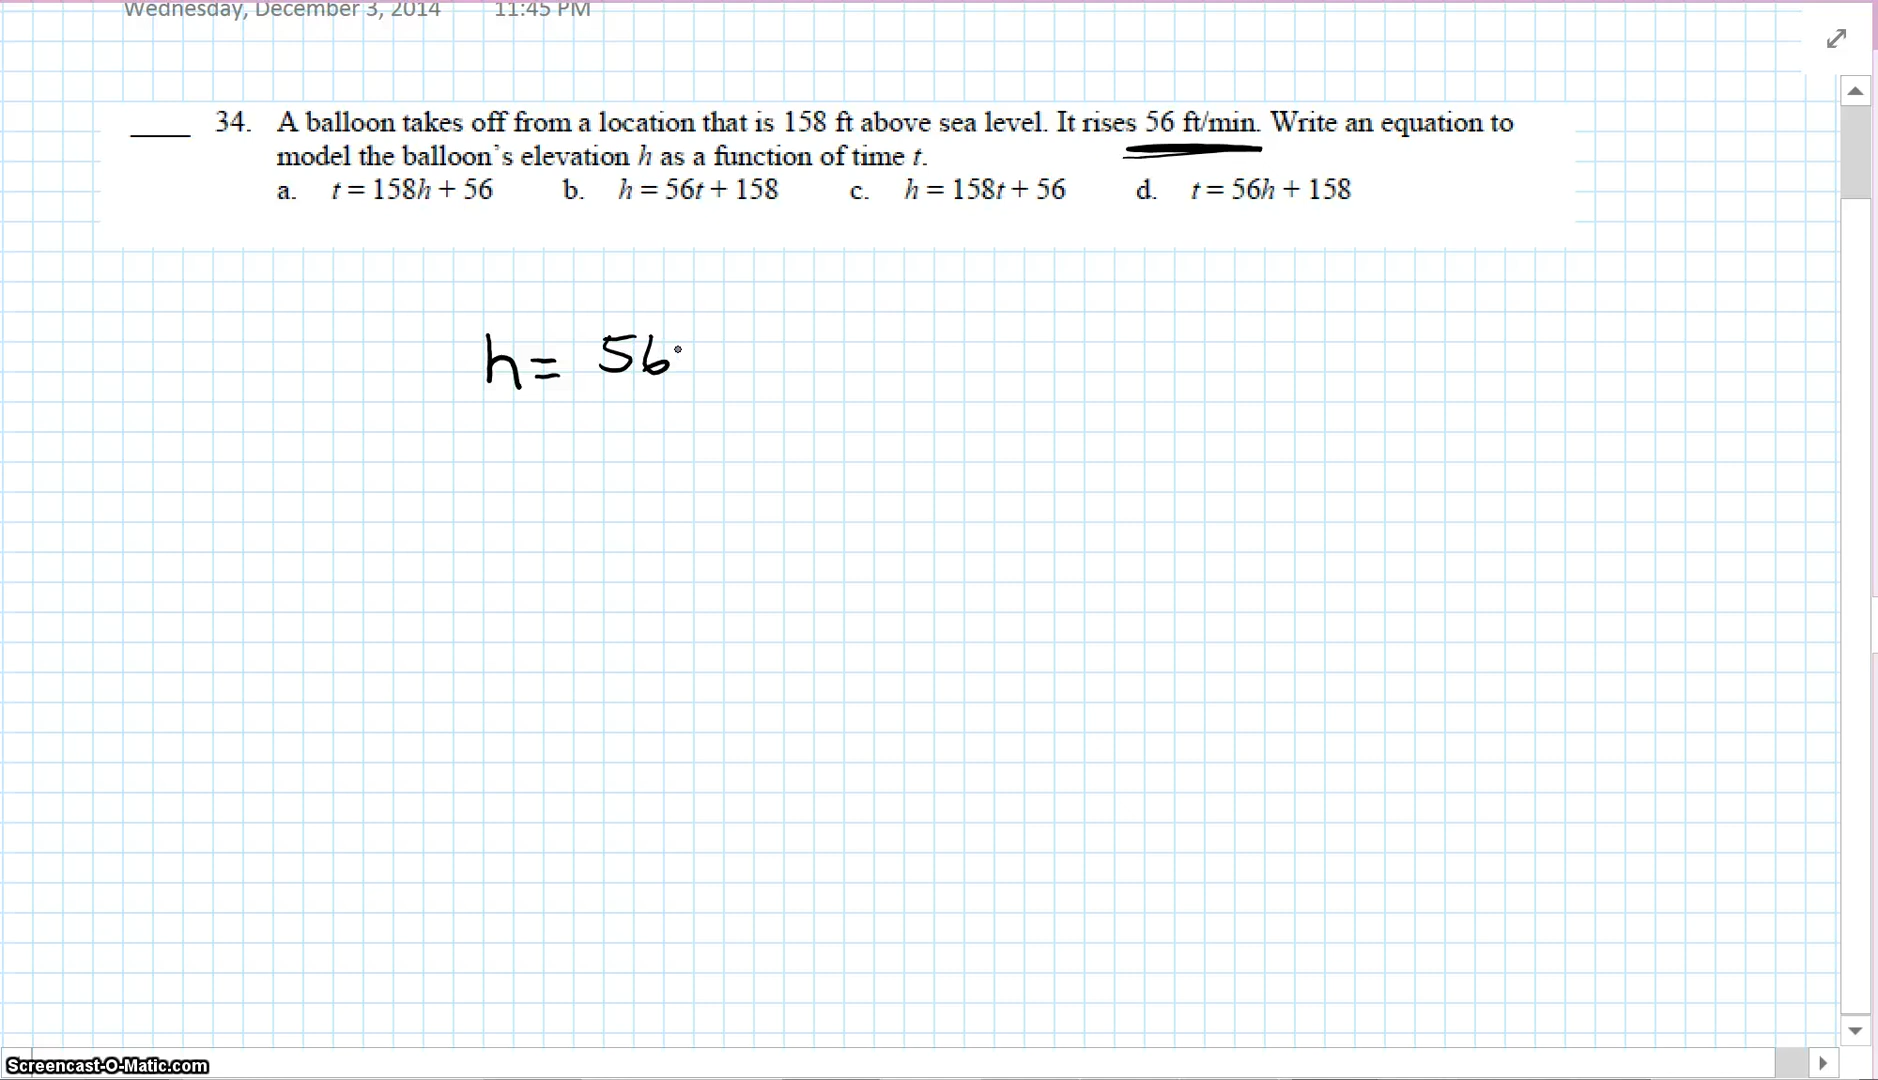 Wednesday, December 3, 2014 11:45 PM
____ 34. A balloon takes off from a location that is 158 ft above sea level. It rises 56 ft/min. Write an equation to
model the balloon's elevation h as a function of time t.
a. t = 158h + 56 b. h = 56t + 158 c. h = 158t + 56 d. t = 56h + 158
h = 56
Screencast-O-Matic.com